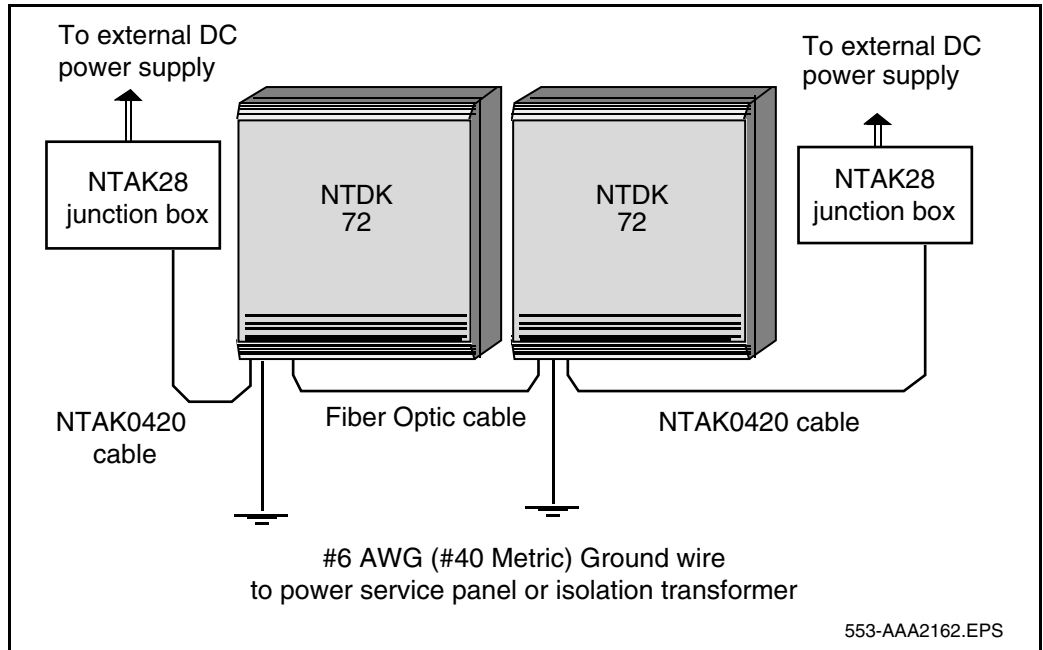 To external DC
power supply
To external DC
power supply
NTAK28
junction box
NTDK
72
NTDK
72
NTAK28
junction box
NTAK0420
cable
Fiber Optic cable
NTAK0420 cable
#6 AWG (#40 Metric) Ground wire
to power service panel or isolation transformer
553-AAA2162.EPS